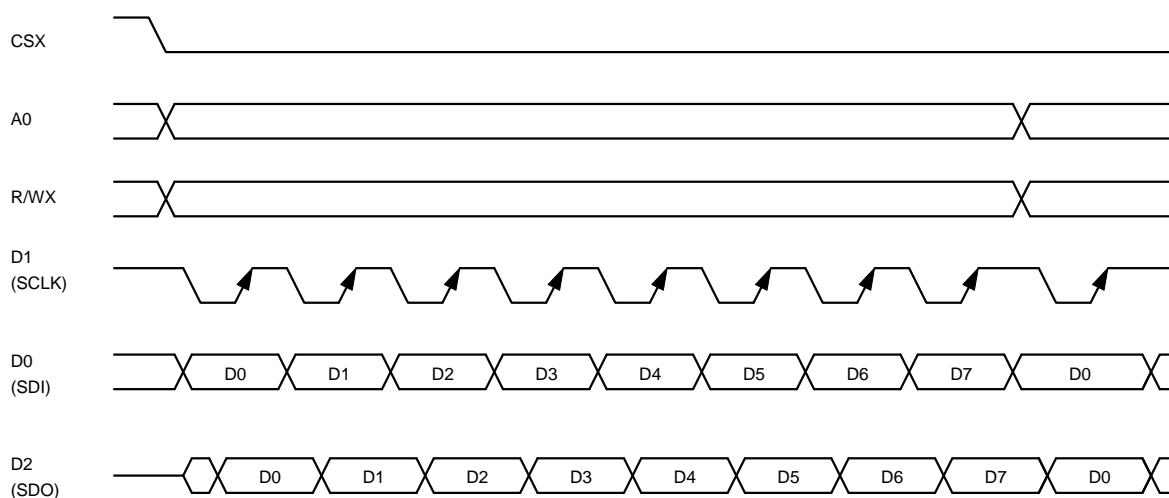 CSX
A0
R/WX
D1
(SCLK)
D0
(SDI)
D0 D1 D2 D3 D4 D5 D6 D7 D0
D2
(SDO)
D0 D1 D2 D3 D4 D5 D6 D7 D0